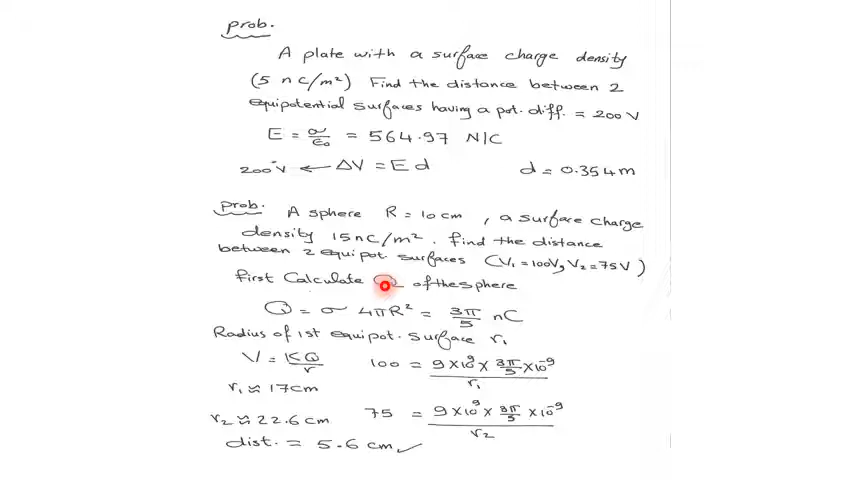 prob.
A plate with a surface charge density
(5 nC/m²) Find the distance between 2
equipotential surfaces having a pot. diff. = 200 V
E = σ/ε₀ = 564.97 N/C
200 V ← ΔV = E d d = 0.354 m
prob. A sphere R = 10 cm , a surface charge
density 15 nC/m². find the distance
between 2 equipot. surfaces (V₁ = 100V, V₂ = 75V)
first Calculate Q of the sphere
Q = σ 4πR² = 3π/5 nC
Radius of 1st equipot. surface r₁
V = KQ/r 100 = 9×10⁹ × 3π/5 ×10⁻⁹ / r₁
r₁ ≈ 17cm
r₂ ≈ 22.6 cm 75 = 9×10⁹ × 3π/5 ×10⁻⁹ / r₂
dist. = 5.6 cm ✓